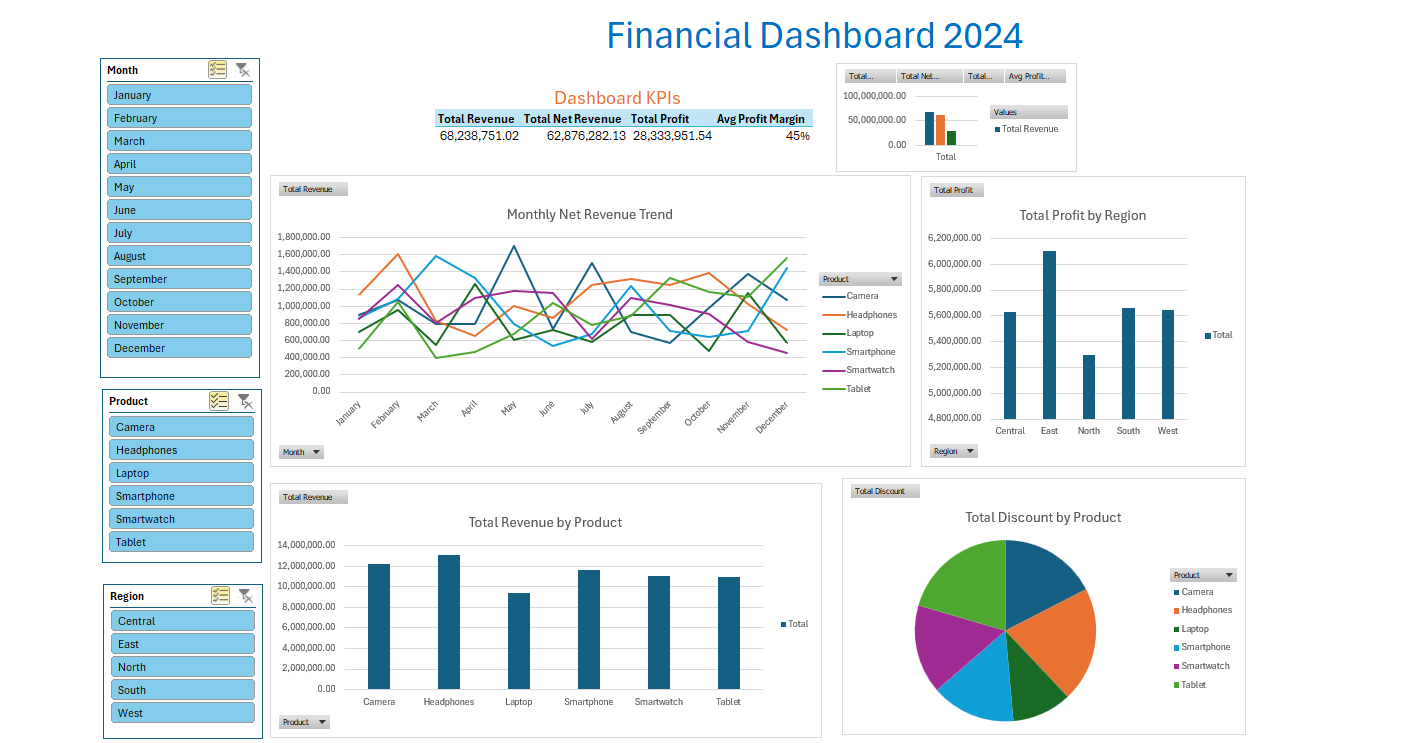 Financial Dashboard 2024
Month
January
February
March
April
May
June
July
August
September
October
November
December
Product
Camera
Headphones
Laptop
Smartphone
Smartwatch
Tablet
Region
Central
East
North
South
West
Dashboard KPIs
Total Revenue Total Net Revenue Total Profit Avg Profit Margin
68,238,751.02 62,876,282.13 28,333,951.54 45%
Total... Total Net... Total... Avg Profit...
100,000,000.00
50,000,000.00
0.00
Total
Values
Total Revenue
Total Revenue
Monthly Net Revenue Trend
1,800,000.00
1,600,000.00
1,400,000.00
1,200,000.00
1,000,000.00
800,000.00
600,000.00
400,000.00
200,000.00
0.00
January February March April May June July August September October November December
Product
Camera
Headphones
Laptop
Smartphone
Smartwatch
Tablet
Month
Total Profit
Total Profit by Region
6,200,000.00
6,000,000.00
5,800,000.00
5,600,000.00
5,400,000.00
5,200,000.00
5,000,000.00
4,800,000.00
Central East North South West
Total
Region
Total Revenue
Total Revenue by Product
14,000,000.00
12,000,000.00
10,000,000.00
8,000,000.00
6,000,000.00
4,000,000.00
2,000,000.00
0.00
Camera Headphones Laptop Smartphone Smartwatch Tablet
Total
Product
Total Discount
Total Discount by Product
Product
Camera
Headphones
Laptop
Smartphone
Smartwatch
Tablet